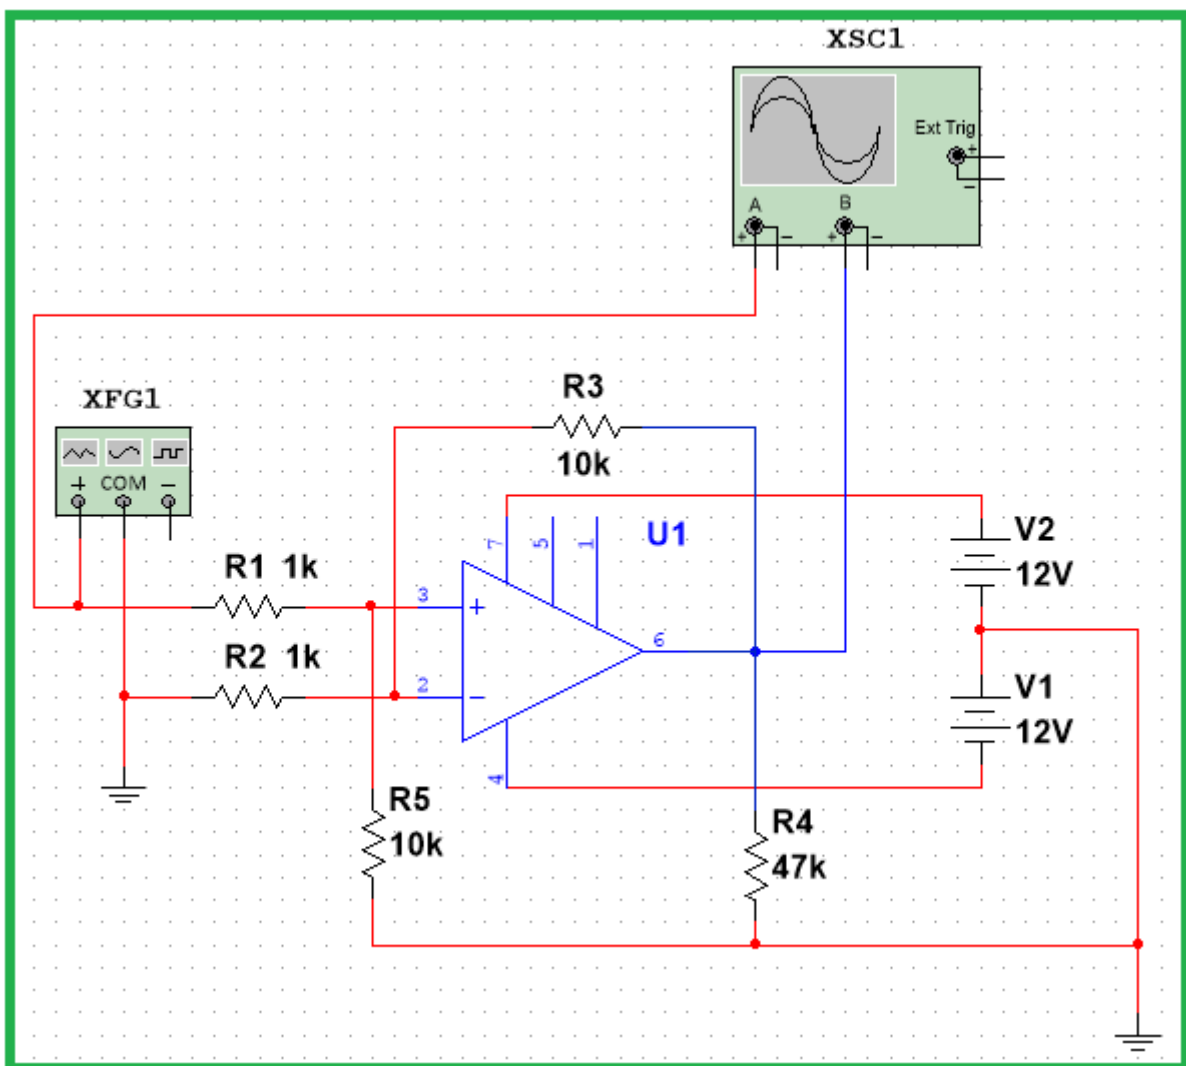 XSC1
Ext Trig
+
−
A
B
+ −
+ −
XFG1
+ COM −
R3
10k
R1 1k
R2 1k
U1
7
5
1
3
+
2
−
6
4
V2
12V
V1
12V
R5
10k
R4
47k